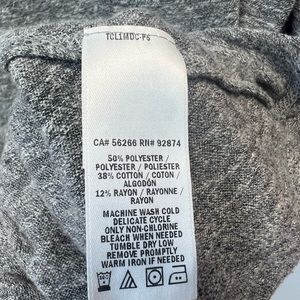 TCL1MDC-P6
CA# 56266 RN# 92874
50% POLYESTER /
POLYESTER / POLIESTER
38% COTTON / COTON /
ALGODÓN
12% RAYON / RAYONNE /
RAYON
MACHINE WASH COLD
DELICATE CYCLE
ONLY NON-CHLORINE
BLEACH WHEN NEEDED
TUMBLE DRY LOW
REMOVE PROMPTLY
WARM IRON IF NEEDED